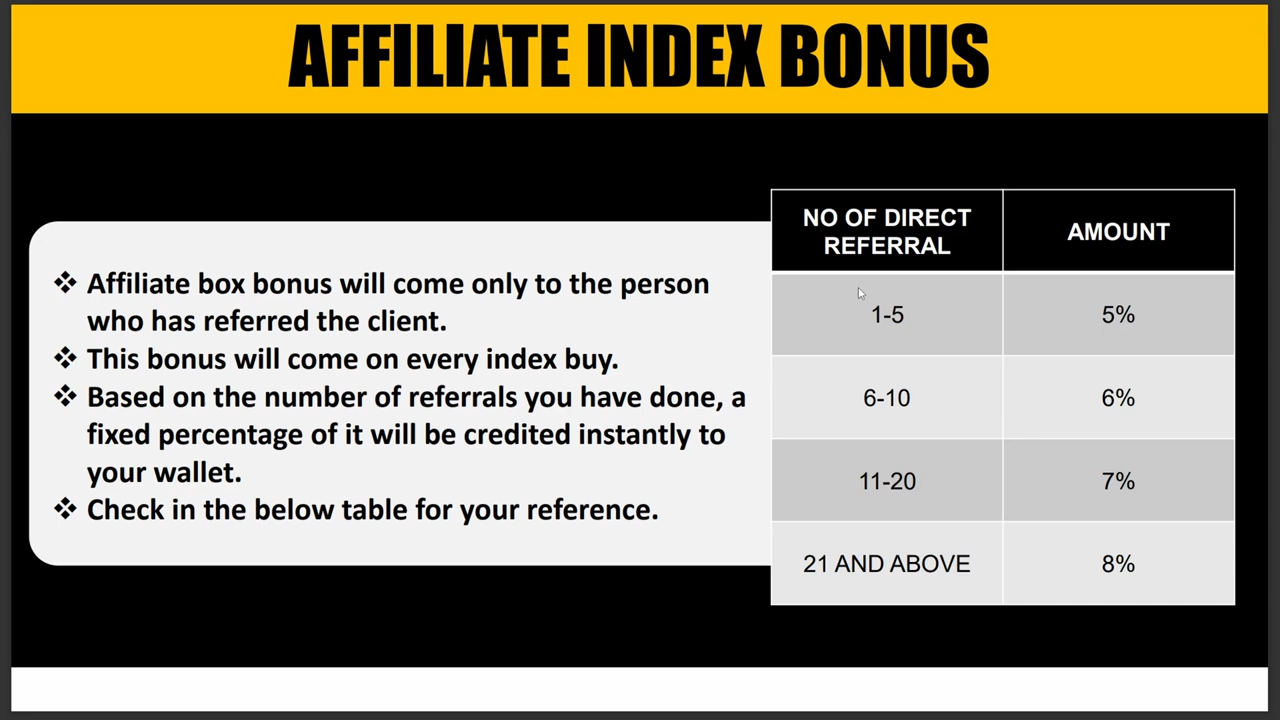 AFFILIATE INDEX BONUS
❖ Affiliate box bonus will come only to the person
who has referred the client.
❖ This bonus will come on every index buy.
❖ Based on the number of referrals you have done, a
fixed percentage of it will be credited instantly to
your wallet.
❖ Check in the below table for your reference.
NO OF DIRECT
REFERRAL
AMOUNT
1-5 5%
6-10 6%
11-20 7%
21 AND ABOVE 8%